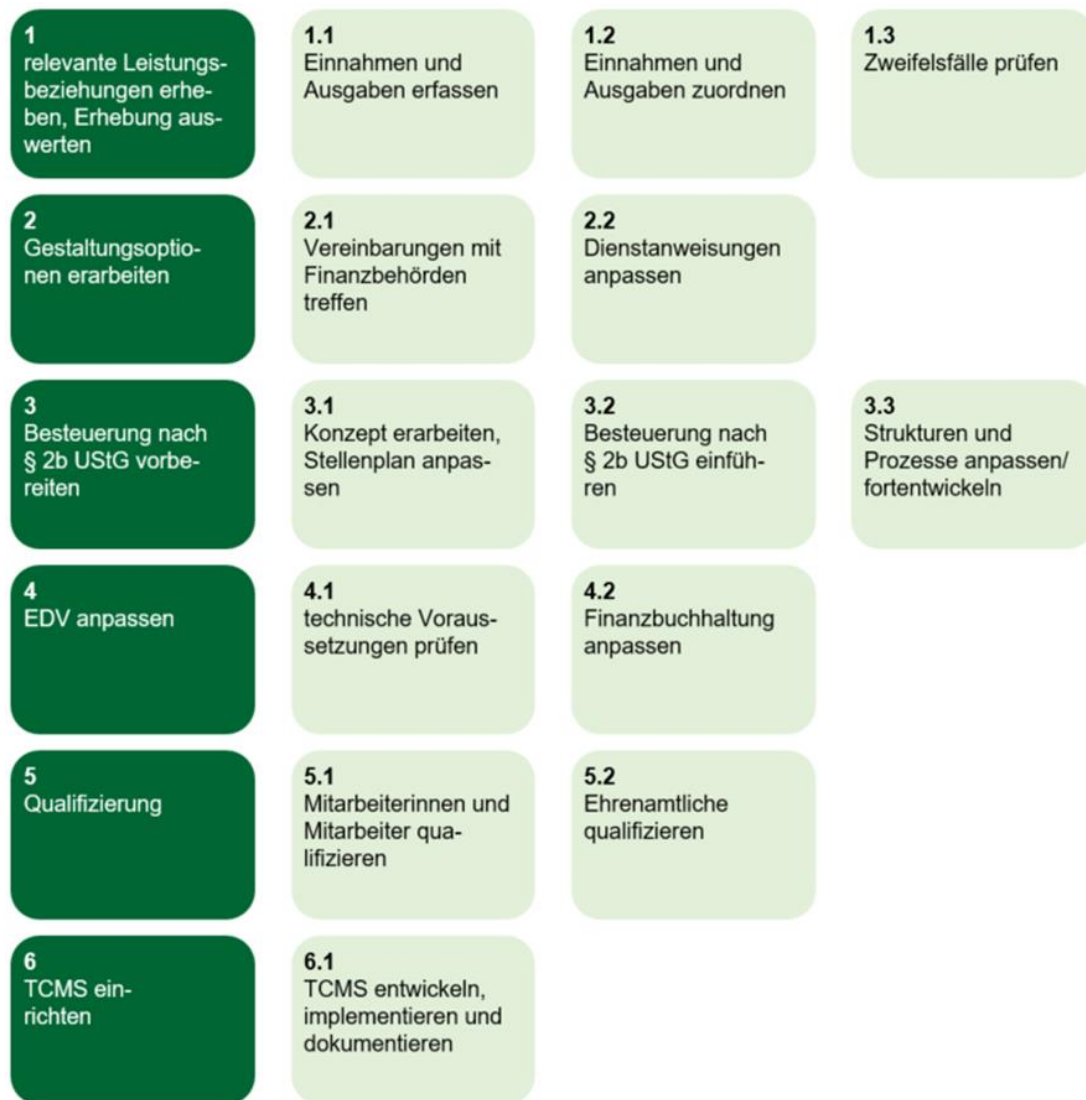 1
relevante Leistungs-
beziehungen erhe-
ben, Erhebung aus-
werten
1.1
Einnahmen und
Ausgaben erfassen
1.2
Einnahmen und
Ausgaben zuordnen
1.3
Zweifelsfälle prüfen
2
Gestaltungsoptio-
nen erarbeiten
2.1
Vereinbarungen mit
Finanzbehörden
treffen
2.2
Dienstanweisungen
anpassen
3
Besteuerung nach
§ 2b UStG vorbe-
reiten
3.1
Konzept erarbeiten,
Stellenplan anpas-
sen
3.2
Besteuerung nach
§ 2b UStG einfüh-
ren
3.3
Strukturen und
Prozesse anpassen/
fortentwickeln
4
EDV anpassen
4.1
technische Voraus-
setzungen prüfen
4.2
Finanzbuchhaltung
anpassen
5
Qualifizierung
5.1
Mitarbeiterinnen und
Mitarbeiter qua-
lifizieren
5.2
Ehrenamtliche
qualifizieren
6
TCMS ein-
richten
6.1
TCMS entwickeln,
implementieren und
dokumentieren